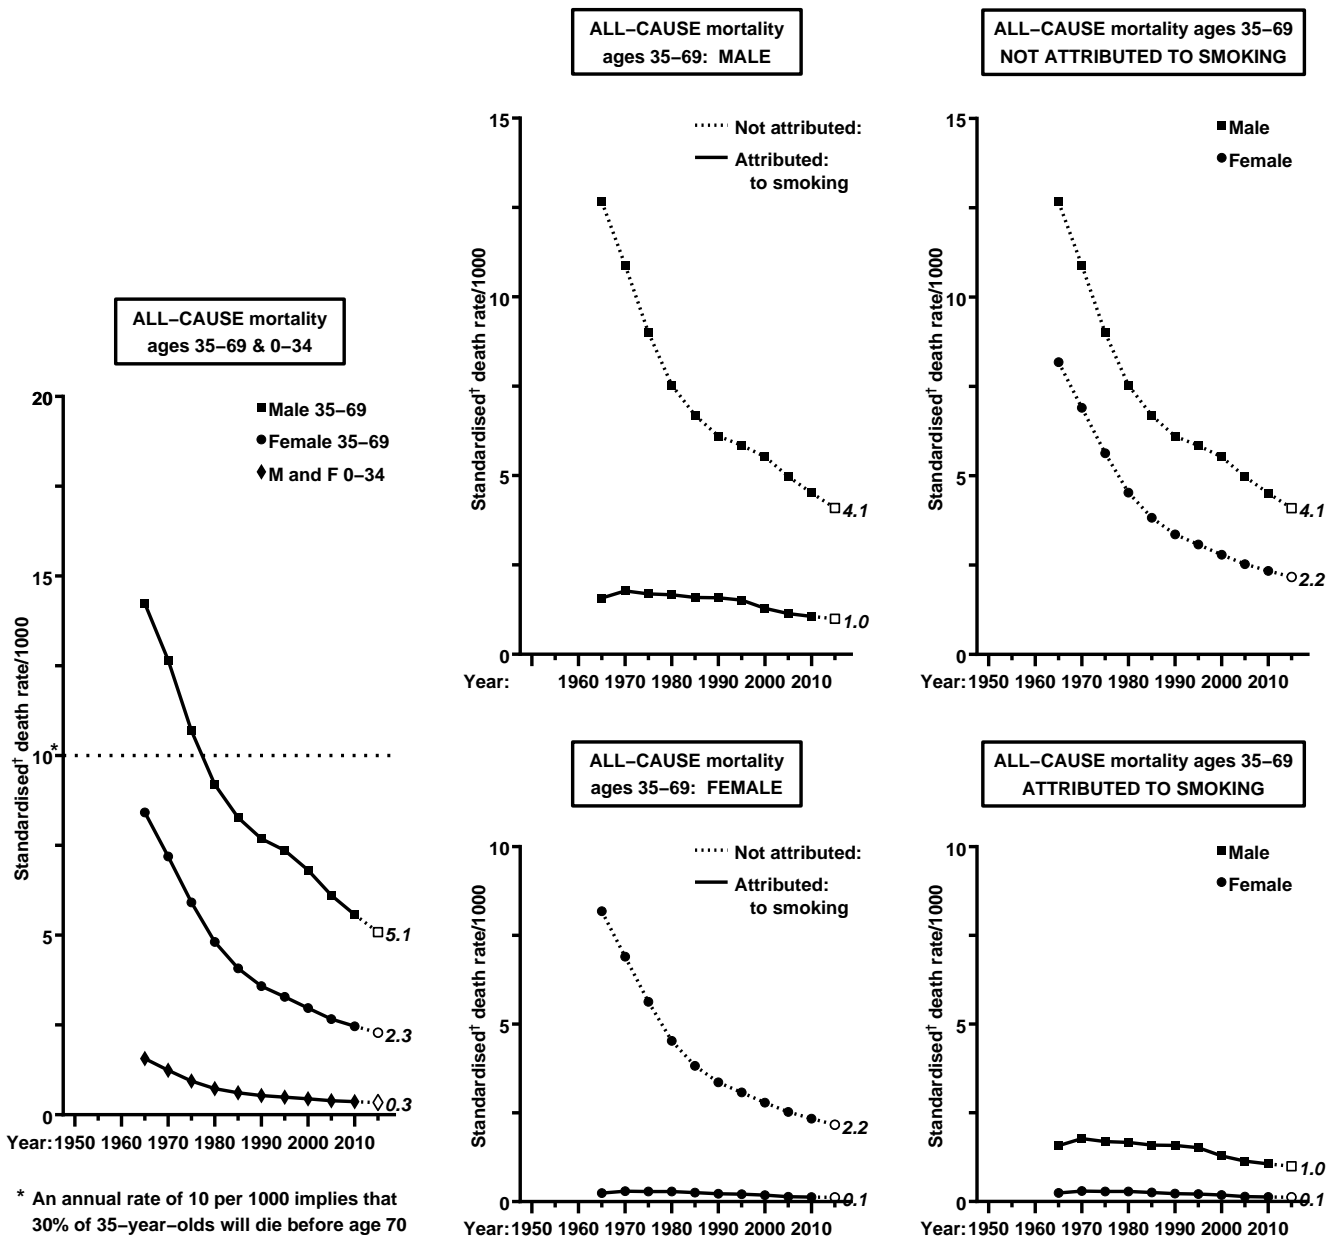 ALL−CAUSE mortality
ages 35−69 & 0−34
20
15
10
5
0
*
Standardised† death rate/1000
Male 35−69
Female 35−69
M and F 0−34
5.1
2.3
0.3
Year: 1950 1960 1970 1980 1990 2000 2010
* An annual rate of 10 per 1000 implies that
30% of 35−year−olds will die before age 70
ALL−CAUSE mortality
ages 35−69: MALE
15
10
5
0
Standardised† death rate/1000
Not attributed:
Attributed:
to smoking
4.1
1.0
Year: 1960 1970 1980 1990 2000 2010
ALL−CAUSE mortality ages 35−69
NOT ATTRIBUTED TO SMOKING
15
10
5
0
Standardised† death rate/1000
Male
Female
4.1
2.2
Year: 1950 1960 1970 1980 1990 2000 2010
ALL−CAUSE mortality
ages 35−69: FEMALE
10
5
0
Standardised† death rate/1000
Not attributed:
Attributed:
to smoking
2.2
0.1
Year: 1950 1960 1970 1980 1990 2000 2010
ALL−CAUSE mortality ages 35−69
ATTRIBUTED TO SMOKING
10
5
0
Standardised† death rate/1000
Male
Female
1.0
0.1
Year: 1950 1960 1970 1980 1990 2000 2010